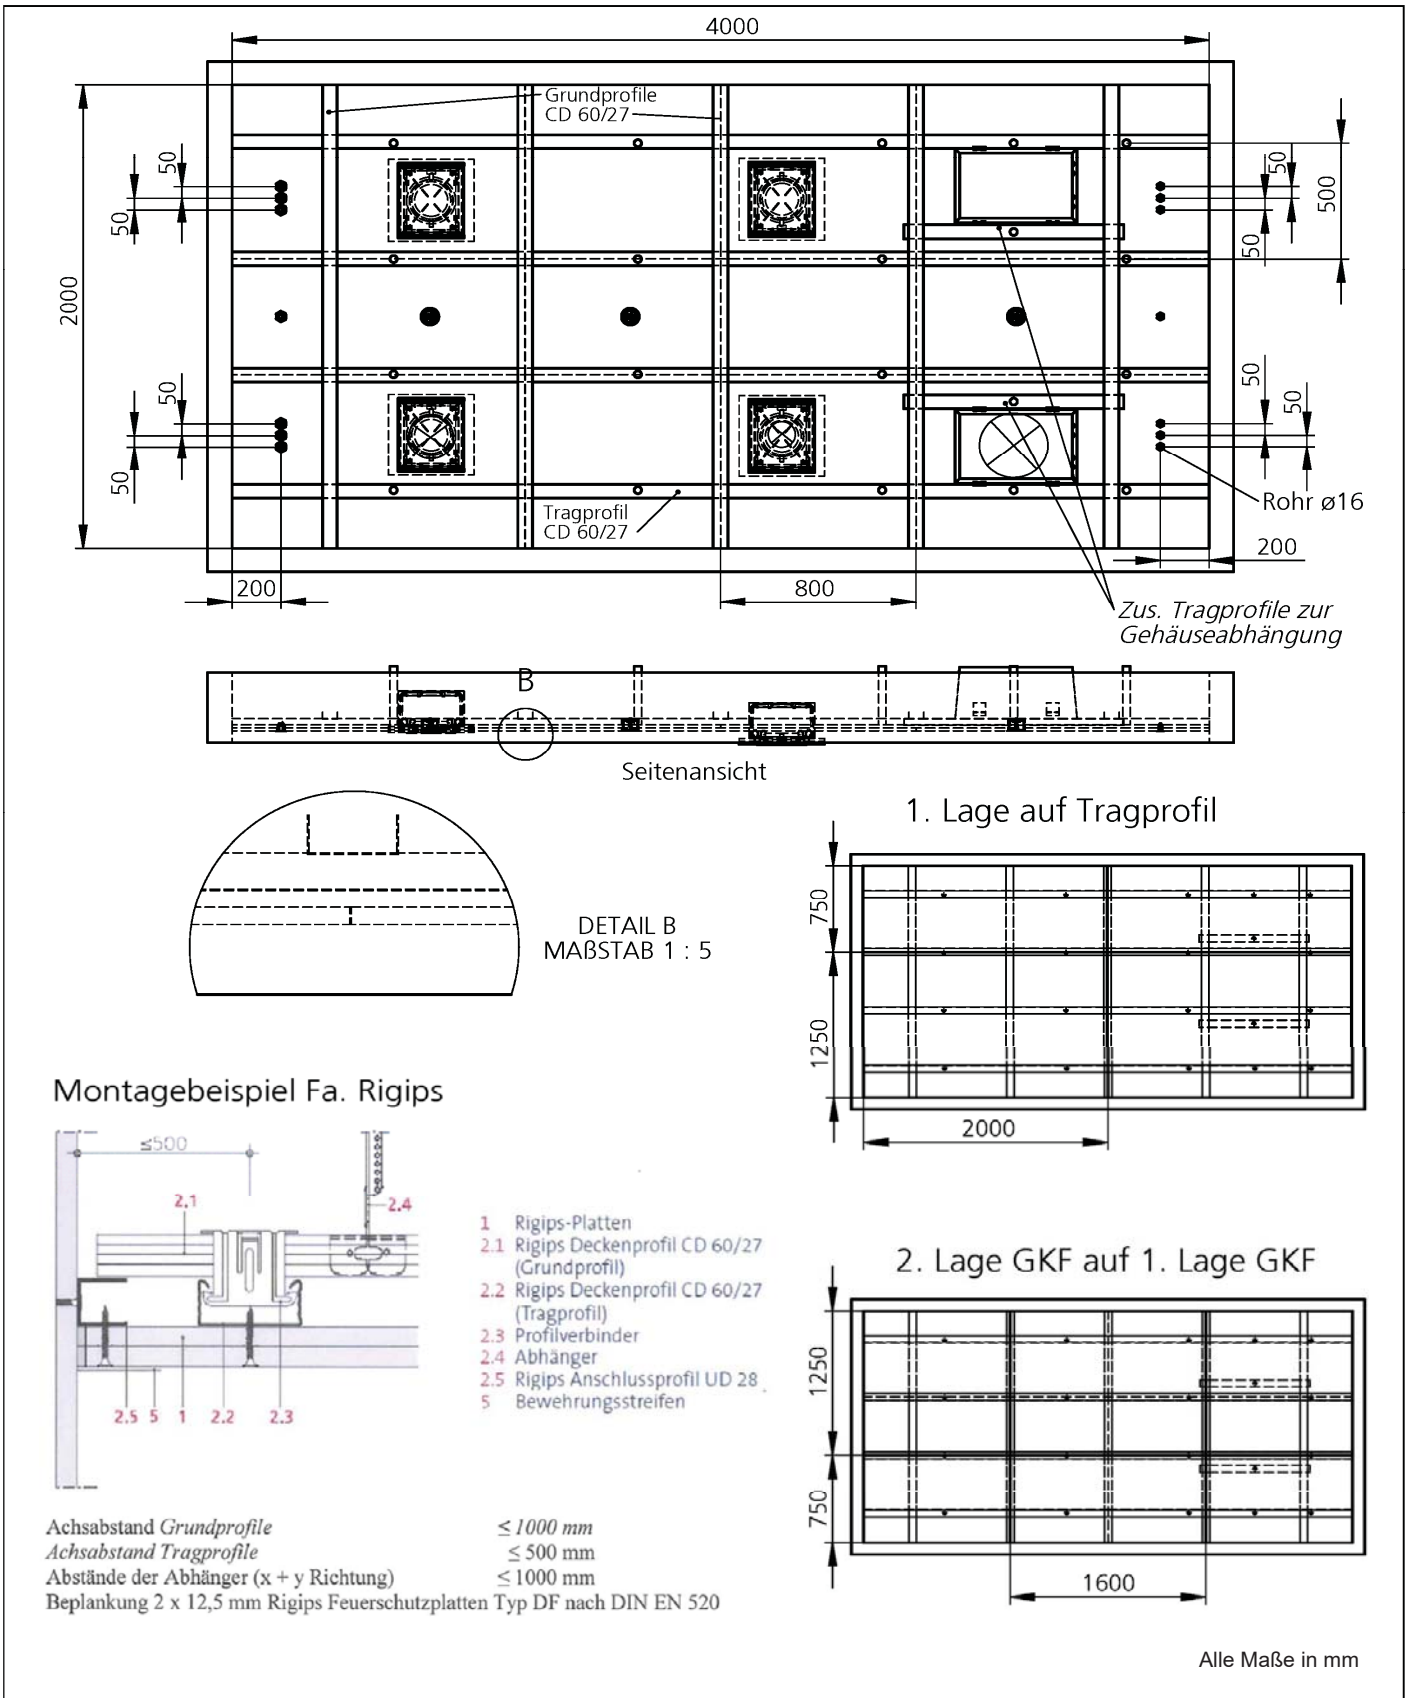 4000
Grundprofile
CD 60/27
50
50
2000
50
50
50
500
50
50
50
50
50
Rohr ø16
Tragprofil
CD 60/27
200
800
200
Zus. Tragprofile zur
Gehäuseabhängung
B
Seitenansicht
DETAIL B
MAßSTAB 1 : 5
1. Lage auf Tragprofil
750
1250
2000
Montagebeispiel Fa. Rigips
≤500
2.1
2.4
2.5 5 1 2.2 2.3
1 Rigips-Platten
2.1 Rigips Deckenprofil CD 60/27
(Grundprofil)
2.2 Rigips Deckenprofil CD 60/27
(Tragprofil)
2.3 Profilverbinder
2.4 Abhänger
2.5 Rigips Anschlussprofil UD 28
5 Bewehrungsstreifen
2. Lage GKF auf 1. Lage GKF
1250
750
1600
Achsabstand Grundprofile ≤ 1000 mm
Achsabstand Tragprofile ≤ 500 mm
Abstände der Abhänger (x + y Richtung) ≤ 1000 mm
Beplankung 2 x 12,5 mm Rigips Feuerschutzplatten Typ DF nach DIN EN 520
Alle Maße in mm